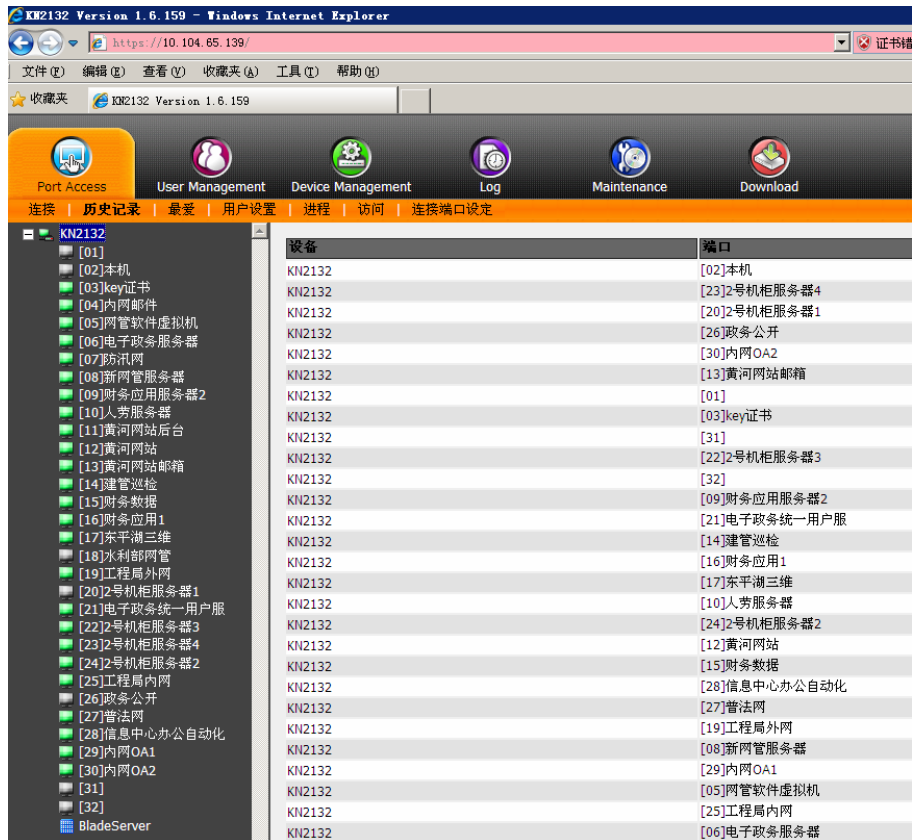 KN2132 Version 1.6.159 - Windows Internet Explorer
https://10.104.65.139/
证书错
文件(F) 编辑(E) 查看(V) 收藏夹(A) 工具(T) 帮助(H)
收藏夹 KN2132 Version 1.6.159
Port Access User Management Device Management Log Maintenance Download
连接 | 历史记录 | 最爱 | 用户设置 | 进程 | 访问 | 连接端口设定
KN2132
[01]
[02]本机
[03]key证书
[04]内网邮件
[05]网管软件虚拟机
[06]电子政务服务器
[07]防汛网
[08]新网管服务器
[09]财务应用服务器2
[10]人劳服务器
[11]黄河网站后台
[12]黄河网站
[13]黄河网站邮箱
[14]建管巡检
[15]财务数据
[16]财务应用1
[17]东平湖三维
[18]水利部网管
[19]工程局外网
[20]2号机柜服务器1
[21]电子政务统一用户服
[22]2号机柜服务器3
[23]2号机柜服务器4
[24]2号机柜服务器2
[25]工程局内网
[26]政务公开
[27]普法网
[28]信息中心办公自动化
[29]内网OA1
[30]内网OA2
[31]
[32]
BladeServer
设备 端口
KN2132 [02]本机
KN2132 [23]2号机柜服务器4
KN2132 [20]2号机柜服务器1
KN2132 [26]政务公开
KN2132 [30]内网OA2
KN2132 [13]黄河网站邮箱
KN2132 [01]
KN2132 [03]key证书
KN2132 [31]
KN2132 [22]2号机柜服务器3
KN2132 [32]
KN2132 [09]财务应用服务器2
KN2132 [21]电子政务统一用户服
KN2132 [14]建管巡检
KN2132 [16]财务应用1
KN2132 [17]东平湖三维
KN2132 [10]人劳服务器
KN2132 [24]2号机柜服务器2
KN2132 [12]黄河网站
KN2132 [15]财务数据
KN2132 [28]信息中心办公自动化
KN2132 [27]普法网
KN2132 [19]工程局外网
KN2132 [08]新网管服务器
KN2132 [29]内网OA1
KN2132 [05]网管软件虚拟机
KN2132 [25]工程局内网
KN2132 [06]电子政务服务器